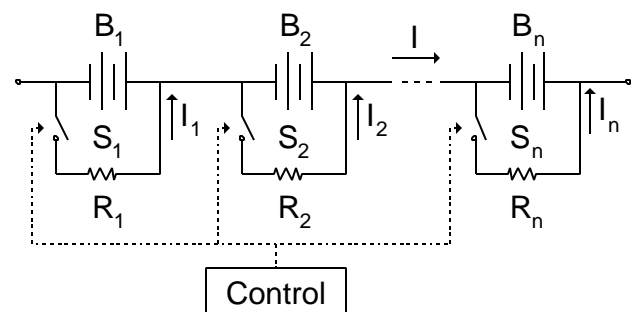 B₁ B₂ I Bₙ
S₁ I₁ S₂ I₂ Sₙ Iₙ
R₁ R₂ Rₙ
Control